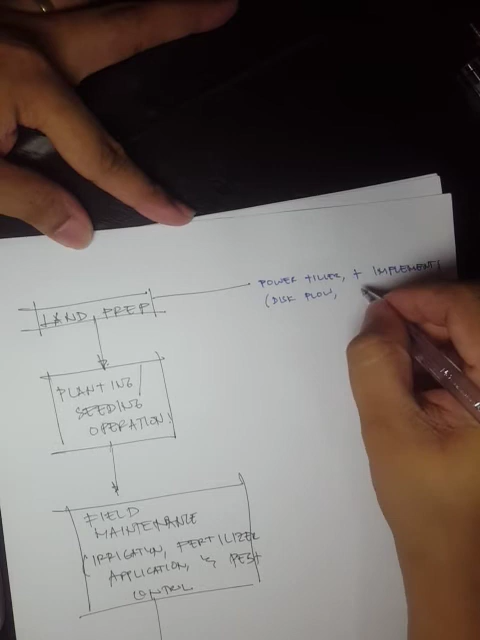 LAND PREP
POWER TILLER, + IMPLEMENT
(DISK PLOW,
PLANTING/
SEEDING
OPERATION
FIELD
MAINTENANCE
(IRRIGATION, FERTILIZER
APPLICATION, & PEST
CONTROL